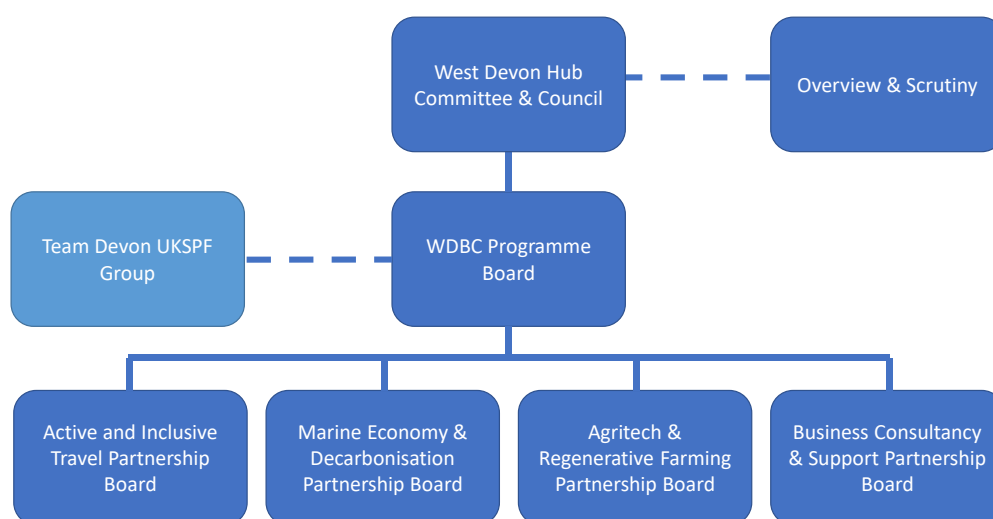 West Devon Hub
Committee & Council
Overview & Scrutiny
Team Devon UKSPF
Group
WDBC Programme
Board
Active and Inclusive
Travel Partnership
Board
Marine Economy &
Decarbonisation
Partnership Board
Agritech &
Regenerative Farming
Partnership Board
Business Consultancy
& Support Partnership
Board